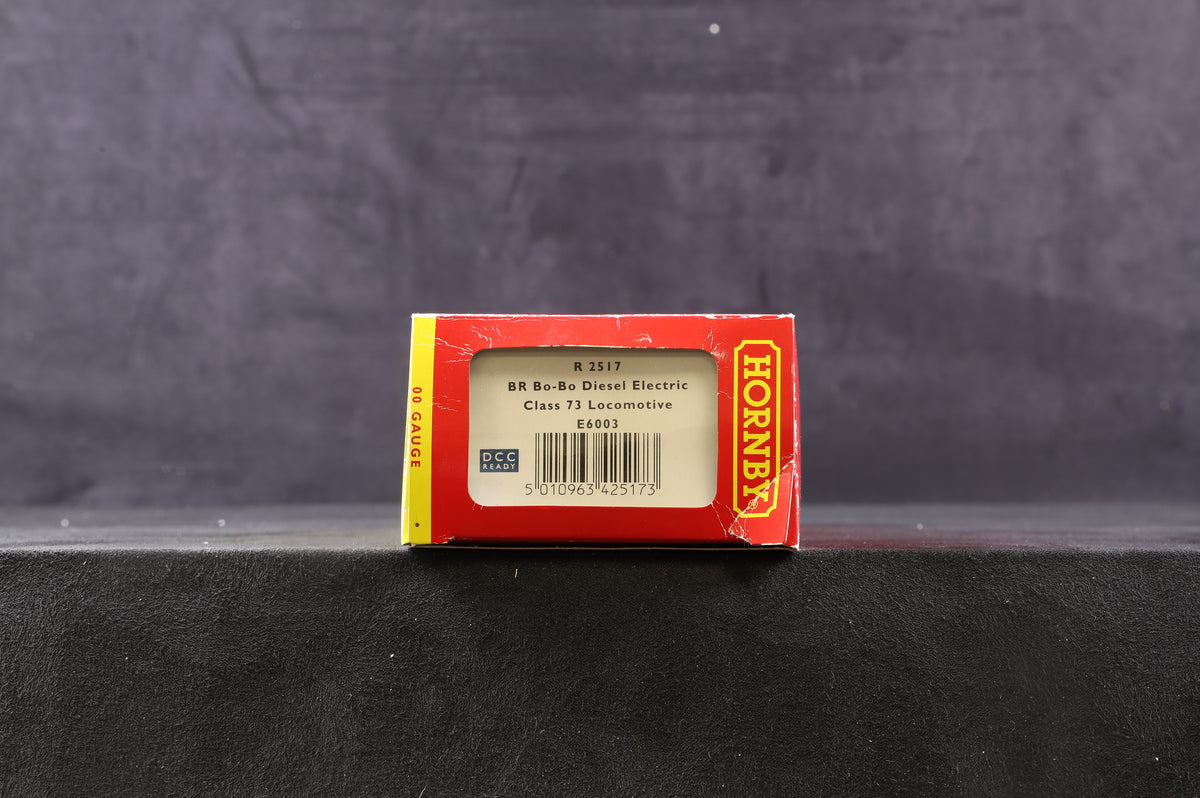 00 GAUGE
R 2517
BR Bo-Bo Diesel Electric
Class 73 Locomotive
E6003
DCC
READY
5 010963 425173
HORNBY